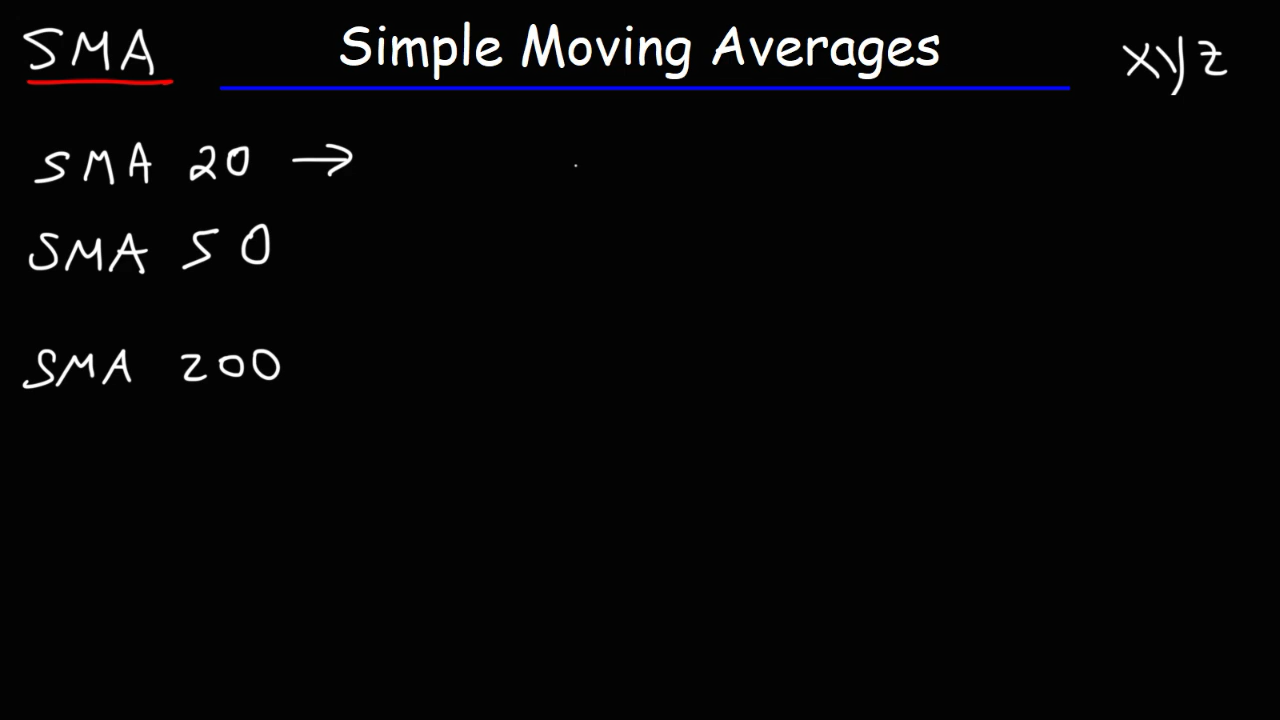 SMA Simple Moving Averages xyz
SMA 20 →
SMA 50
SMA 200